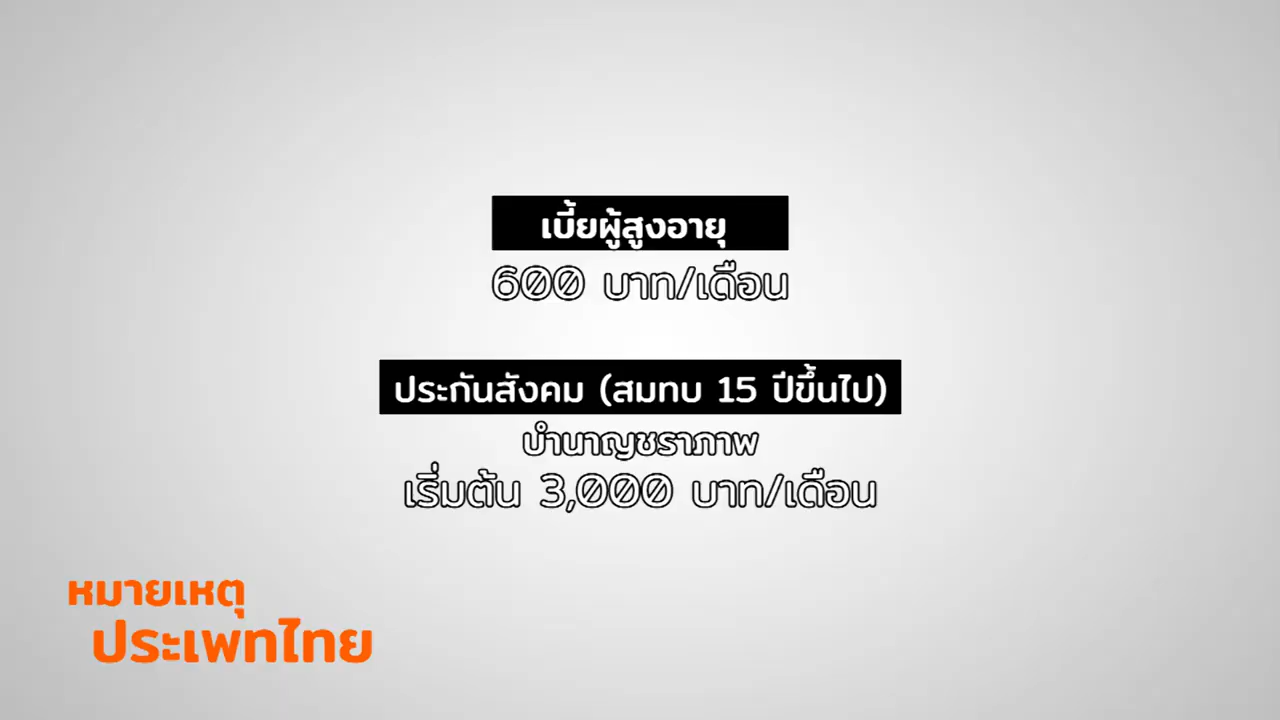 เบี้ยผู้สูงอายุ
600 บาท/เดือน
ประกันสังคม (สมทบ 15 ปีขึ้นไป)
บำนาญชราภาพ
เริ่มต้น 3,000 บาท/เดือน
หมายเหตุ
ประเพทไทย